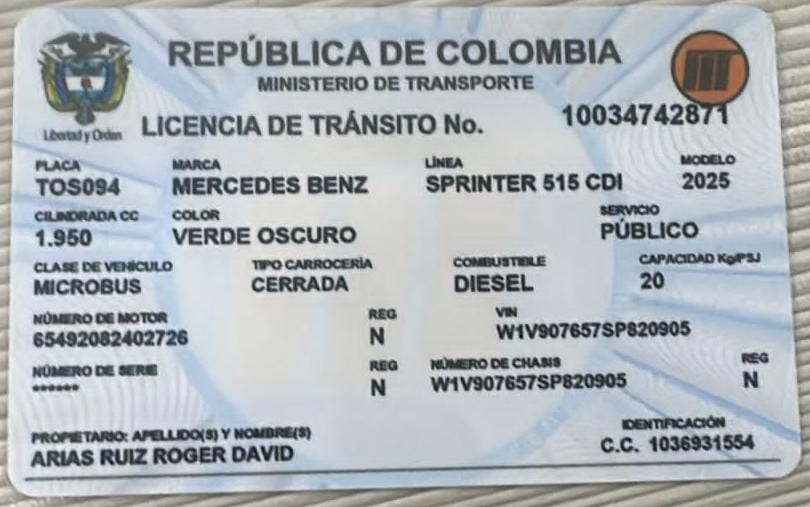 REPÚBLICA DE COLOMBIA
MINISTERIO DE TRANSPORTE
Libertad y Orden
LICENCIA DE TRÁNSITO No. 10034742871
PLACA MARCA LÍNEA MODELO
TOS094 MERCEDES BENZ SPRINTER 515 CDI 2025
CILINDRADA CC COLOR SERVICIO
1.950 VERDE OSCURO PÚBLICO
CLASE DE VEHÍCULO TIPO CARROCERÍA COMBUSTIBLE CAPACIDAD Kg/PSJ
MICROBUS CERRADA DIESEL 20
NÚMERO DE MOTOR REG VIN
65492082402726 N W1V907657SP820905
NÚMERO DE SERIE REG NÚMERO DE CHASIS REG
****** N W1V907657SP820905 N
PROPIETARIO: APELLIDO(S) Y NOMBRE(S) IDENTIFICACIÓN
ARIAS RUIZ ROGER DAVID C.C. 1036931554